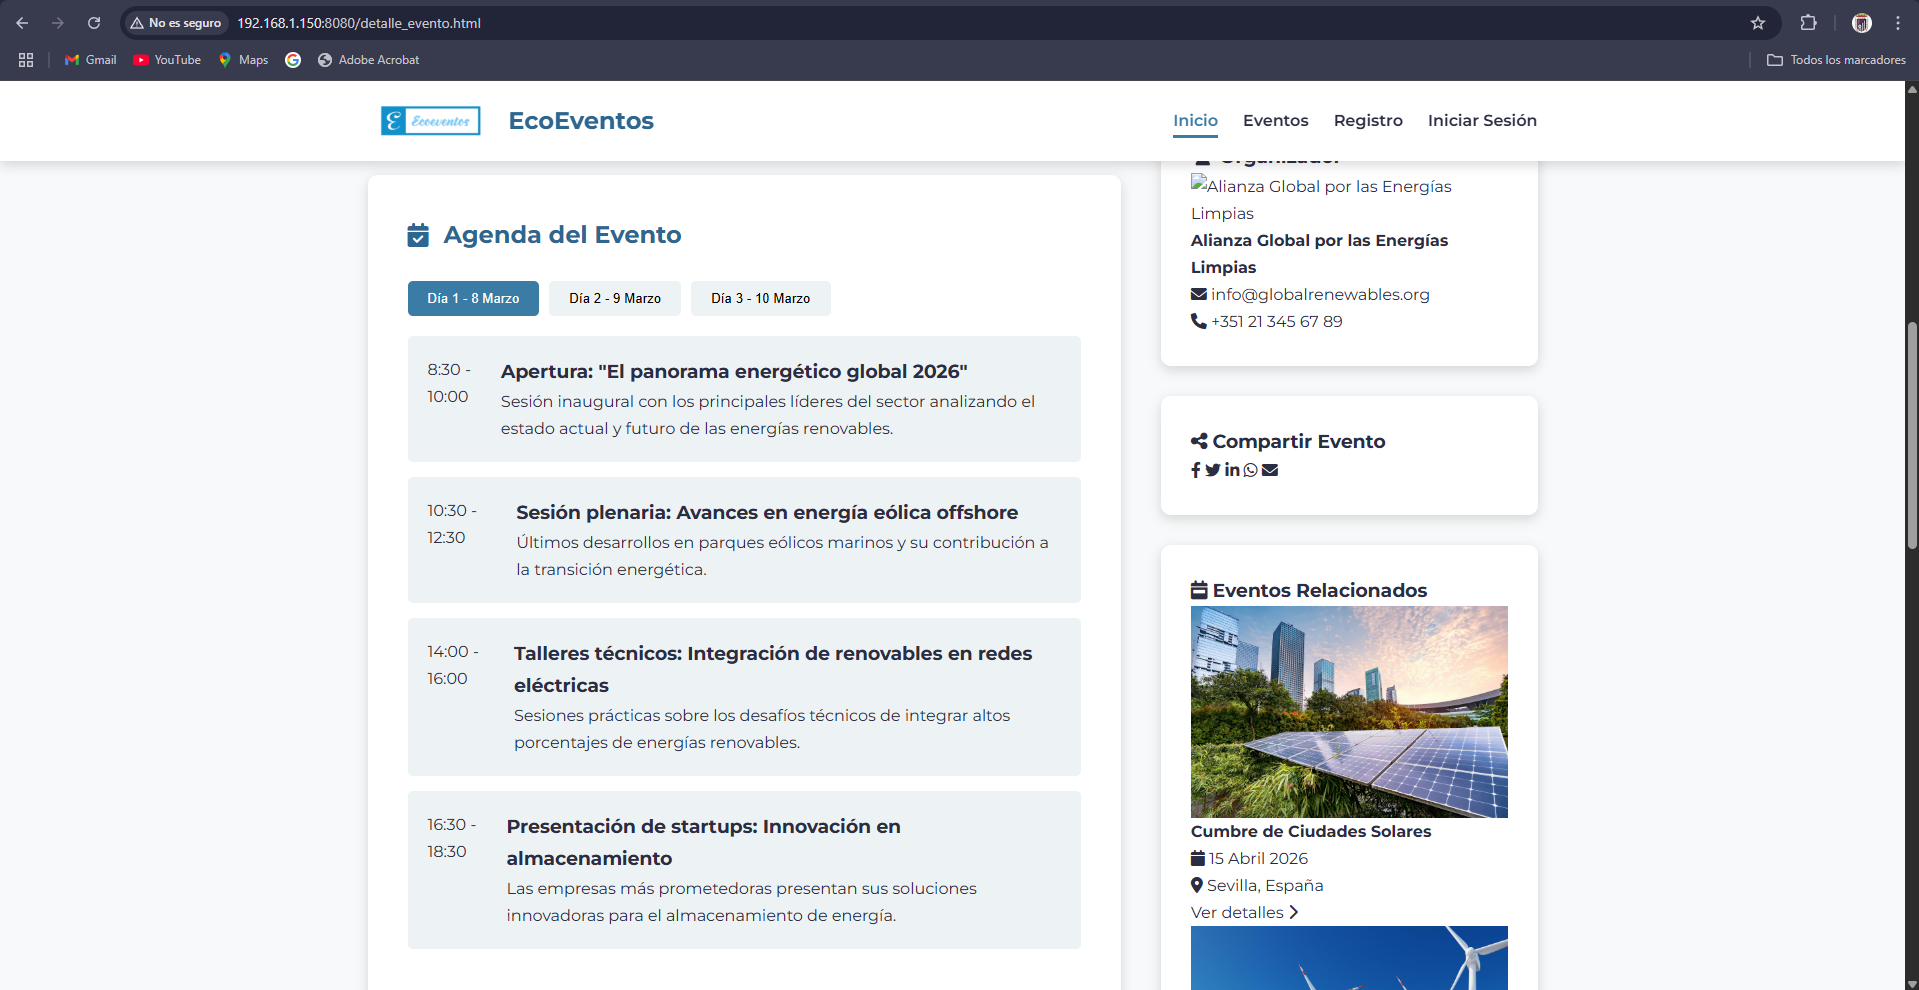 No es seguro
192.168.1.150:8080/detalle_evento.html
Gmail
YouTube
Maps
Adobe Acrobat
Todos los marcadores
Ecoeventos
EcoEventos
Inicio
Eventos
Registro
Iniciar Sesión
Agenda del Evento
Día 1 - 8 Marzo
Día 2 - 9 Marzo
Día 3 - 10 Marzo
8:30 -
10:00
Apertura: "El panorama energético global 2026"
Sesión inaugural con los principales líderes del sector analizando el
estado actual y futuro de las energías renovables.
10:30 -
12:30
Sesión plenaria: Avances en energía eólica offshore
Últimos desarrollos en parques eólicos marinos y su contribución a
la transición energética.
14:00 -
16:00
Talleres técnicos: Integración de renovables en redes
eléctricas
Sesiones prácticas sobre los desafíos técnicos de integrar altos
porcentajes de energías renovables.
16:30 -
18:30
Presentación de startups: Innovación en
almacenamiento
Las empresas más prometedoras presentan sus soluciones
innovadoras para el almacenamiento de energía.
Organizador
Alianza Global por las Energías
Limpias
Alianza Global por las Energías
Limpias
info@globalrenewables.org
+351 21 345 67 89
Compartir Evento
Eventos Relacionados
Cumbre de Ciudades Solares
15 Abril 2026
Sevilla, España
Ver detalles